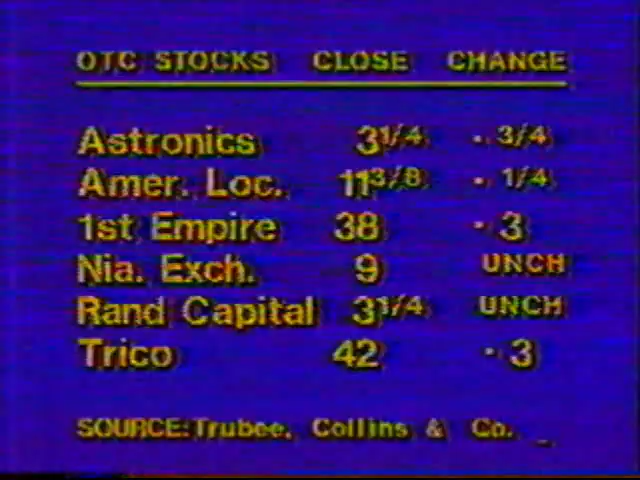 OTC STOCKS CLOSE CHANGE
Astronics 3 1/4 - 3/4
Amer. Loc. 11 3/8 - 1/4
1st Empire 38 - 3
Nia. Exch. 9 UNCH
Rand Capital 3 1/4 UNCH
Trico 42 - 3
SOURCE: Trubee, Collins & Co. _